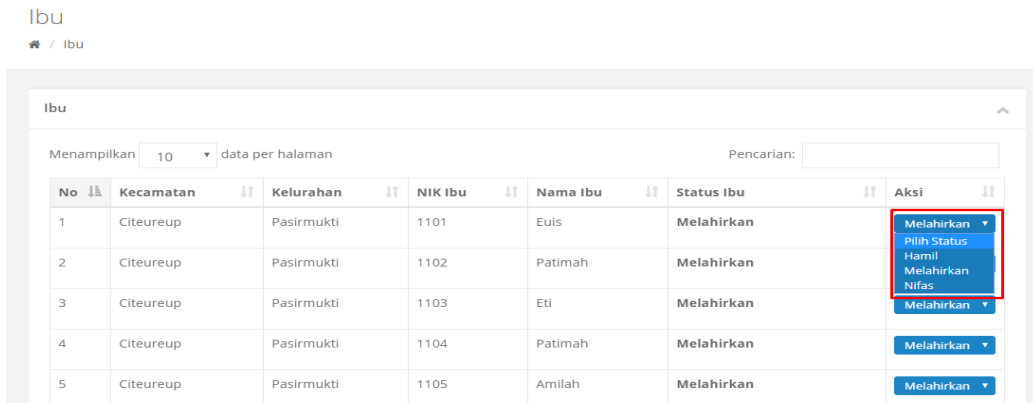 Ibu
/ Ibu
Ibu
Menampilkan 10 data per halaman Pencarian:
No Kecamatan Kelurahan NIK Ibu Nama Ibu Status Ibu Aksi
1 Citeureup Pasirmukti 1101 Euis Melahirkan Melahirkan
Pilih Status
Hamil
Melahirkan
Nifas
2 Citeureup Pasirmukti 1102 Patimah Melahirkan
3 Citeureup Pasirmukti 1103 Eti Melahirkan Melahirkan
4 Citeureup Pasirmukti 1104 Patimah Melahirkan Melahirkan
5 Citeureup Pasirmukti 1105 Amilah Melahirkan Melahirkan